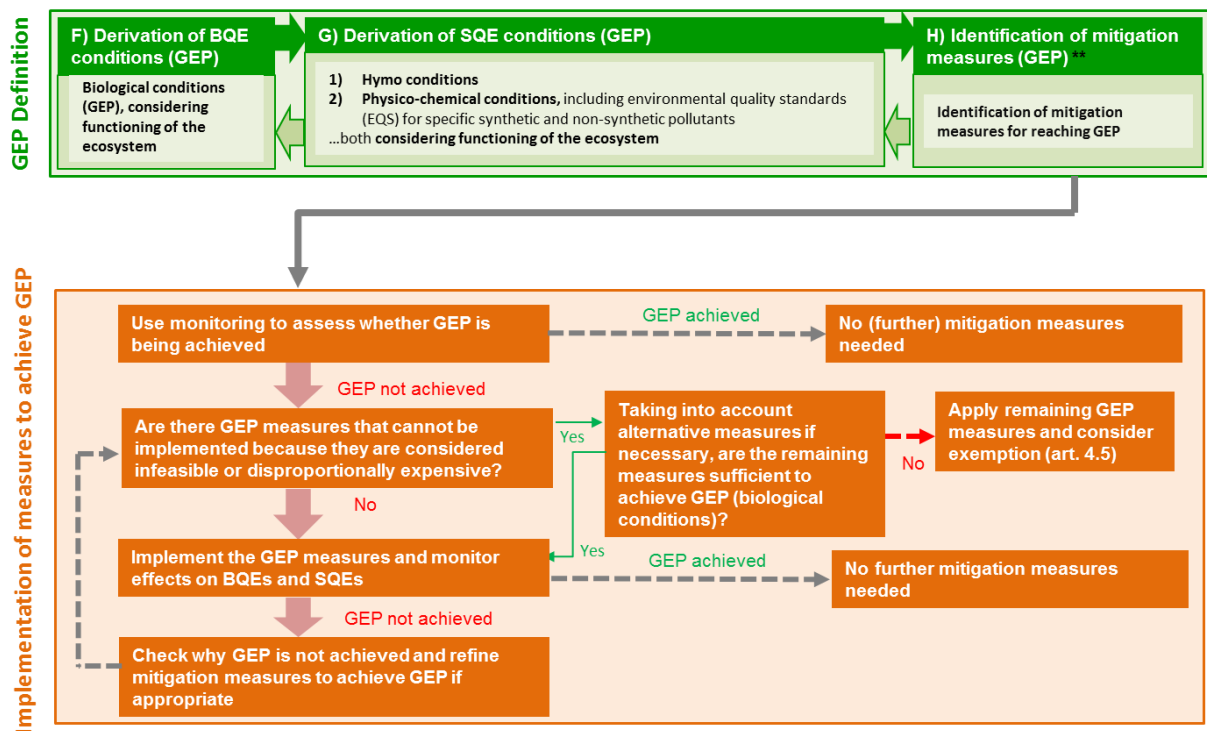 GEP Definition
F) Derivation of BQE
conditions (GEP)
Biological conditions
(GEP), considering
functioning of the
ecosystem
G) Derivation of SQE conditions (GEP)
1) Hymo conditions
2) Physico-chemical conditions, including environmental quality standards
(EQS) for specific synthetic and non-synthetic pollutants
…both considering functioning of the ecosystem
H) Identification of mitigation
measures (GEP) **
Identification of mitigation
measures for reaching GEP
Implementation of measures to achieve GEP
Use monitoring to assess whether GEP is
being achieved
GEP achieved
No (further) mitigation measures
needed
GEP not achieved
Are there GEP measures that cannot be
implemented because they are considered
infeasible or disproportionally expensive?
Yes
Taking into account
alternative measures if
necessary, are the remaining
measures sufficient to
achieve GEP (biological
conditions)?
No
Apply remaining GEP
measures and consider
exemption (art. 4.5)
No
Yes
Implement the GEP measures and monitor
effects on BQEs and SQEs
GEP achieved
No further mitigation measures
needed
GEP not achieved
Check why GEP is not achieved and refine
mitigation measures to achieve GEP if
appropriate